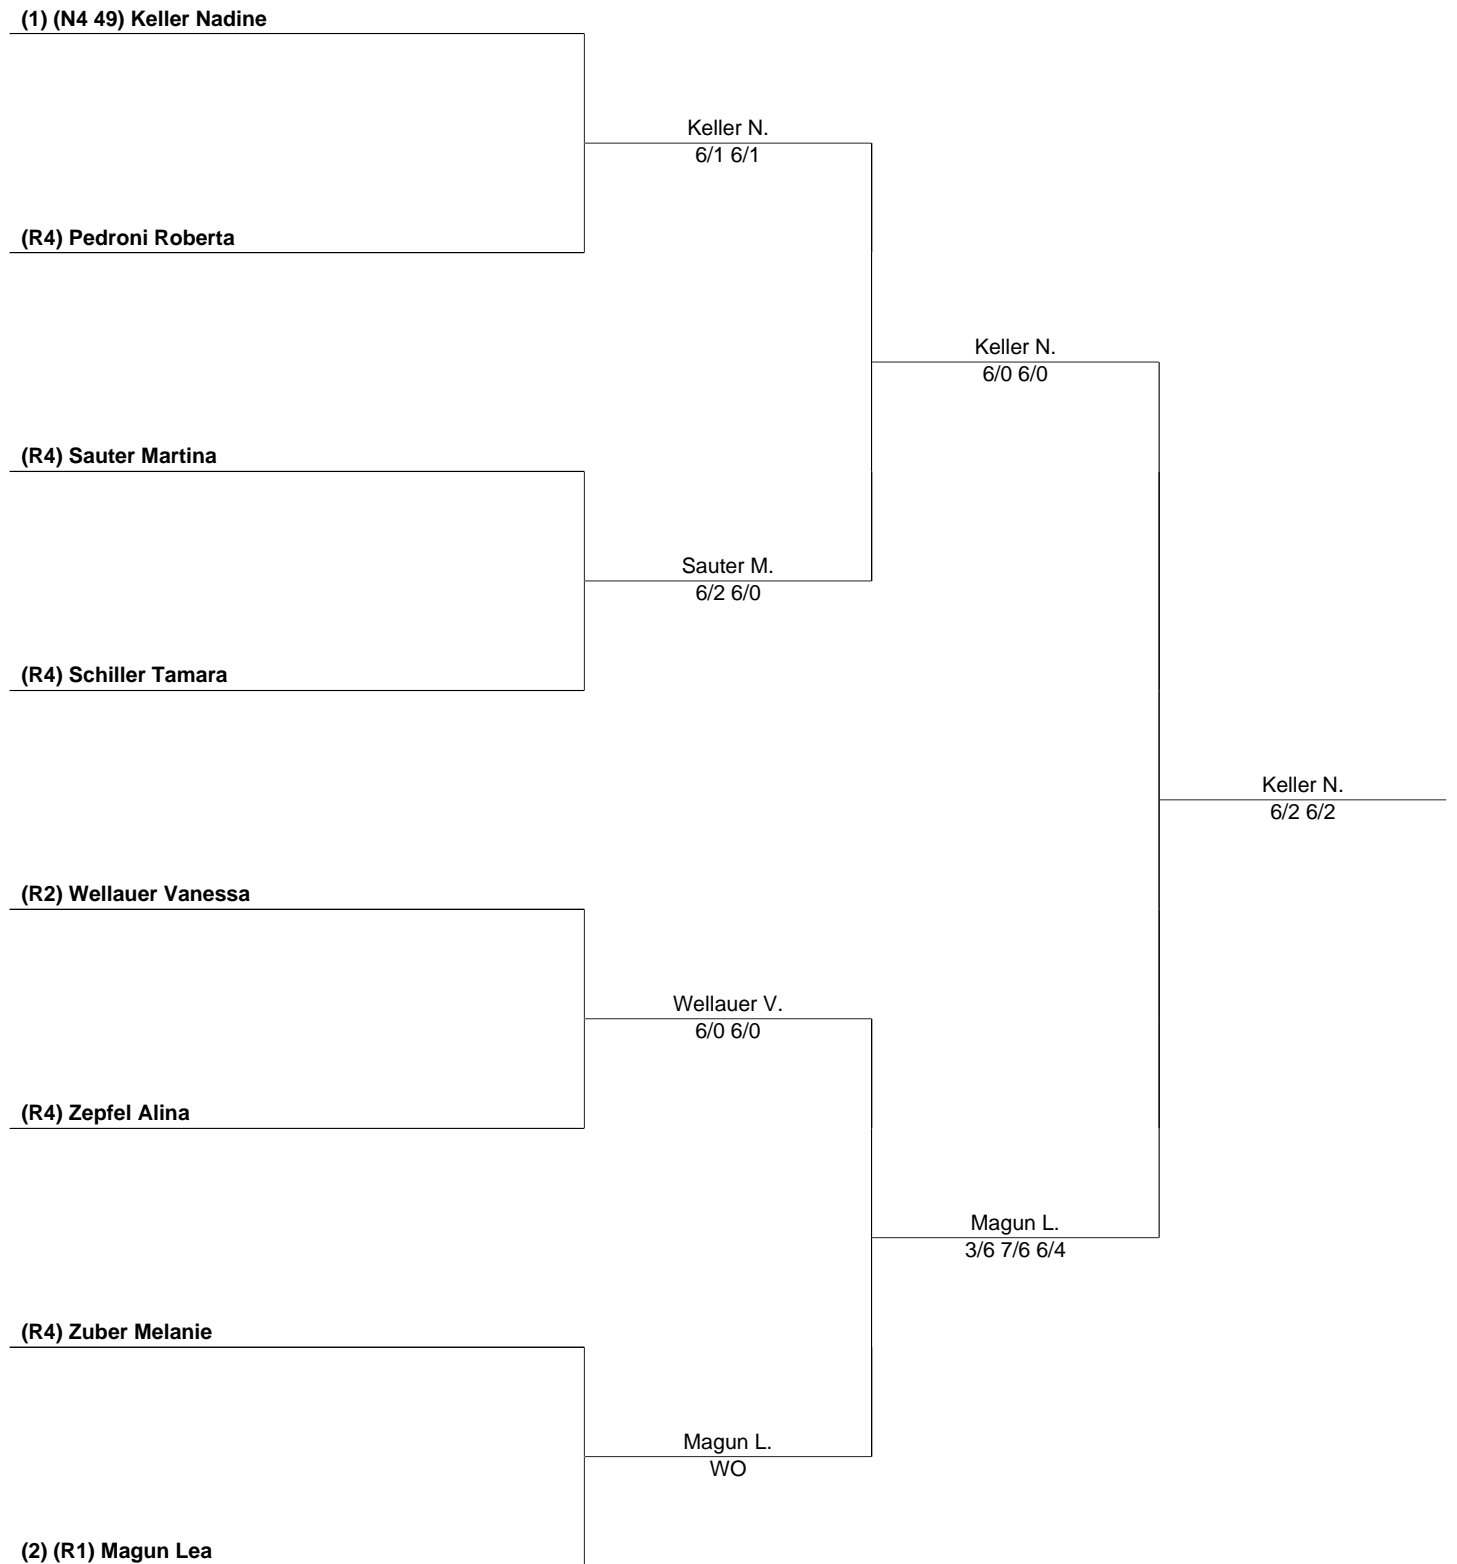 (1) (N4 49) Keller Nadine
Keller N.
6/1 6/1
(R4) Pedroni Roberta
Keller N.
6/0 6/0
(R4) Sauter Martina
Sauter M.
6/2 6/0
(R4) Schiller Tamara
Keller N.
6/2 6/2
(R2) Wellauer Vanessa
Wellauer V.
6/0 6/0
(R4) Zepfel Alina
Magun L.
3/6 7/6 6/4
(R4) Zuber Melanie
Magun L.
WO
(2) (R1) Magun Lea